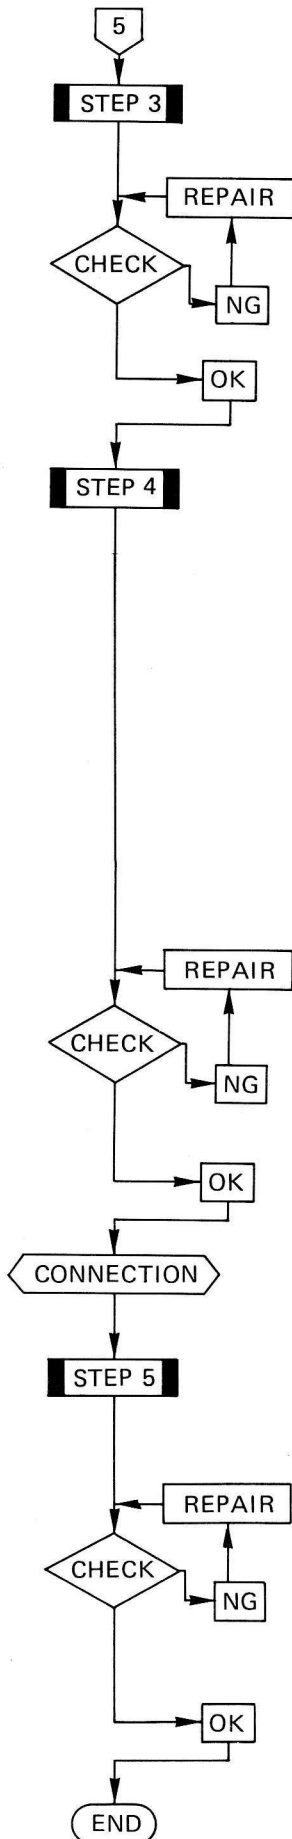 5
STEP 3
REPAIR
CHECK
NG
OK
STEP 4
REPAIR
CHECK
NG
OK
CONNECTION
STEP 5
REPAIR
CHECK
NG
OK
END